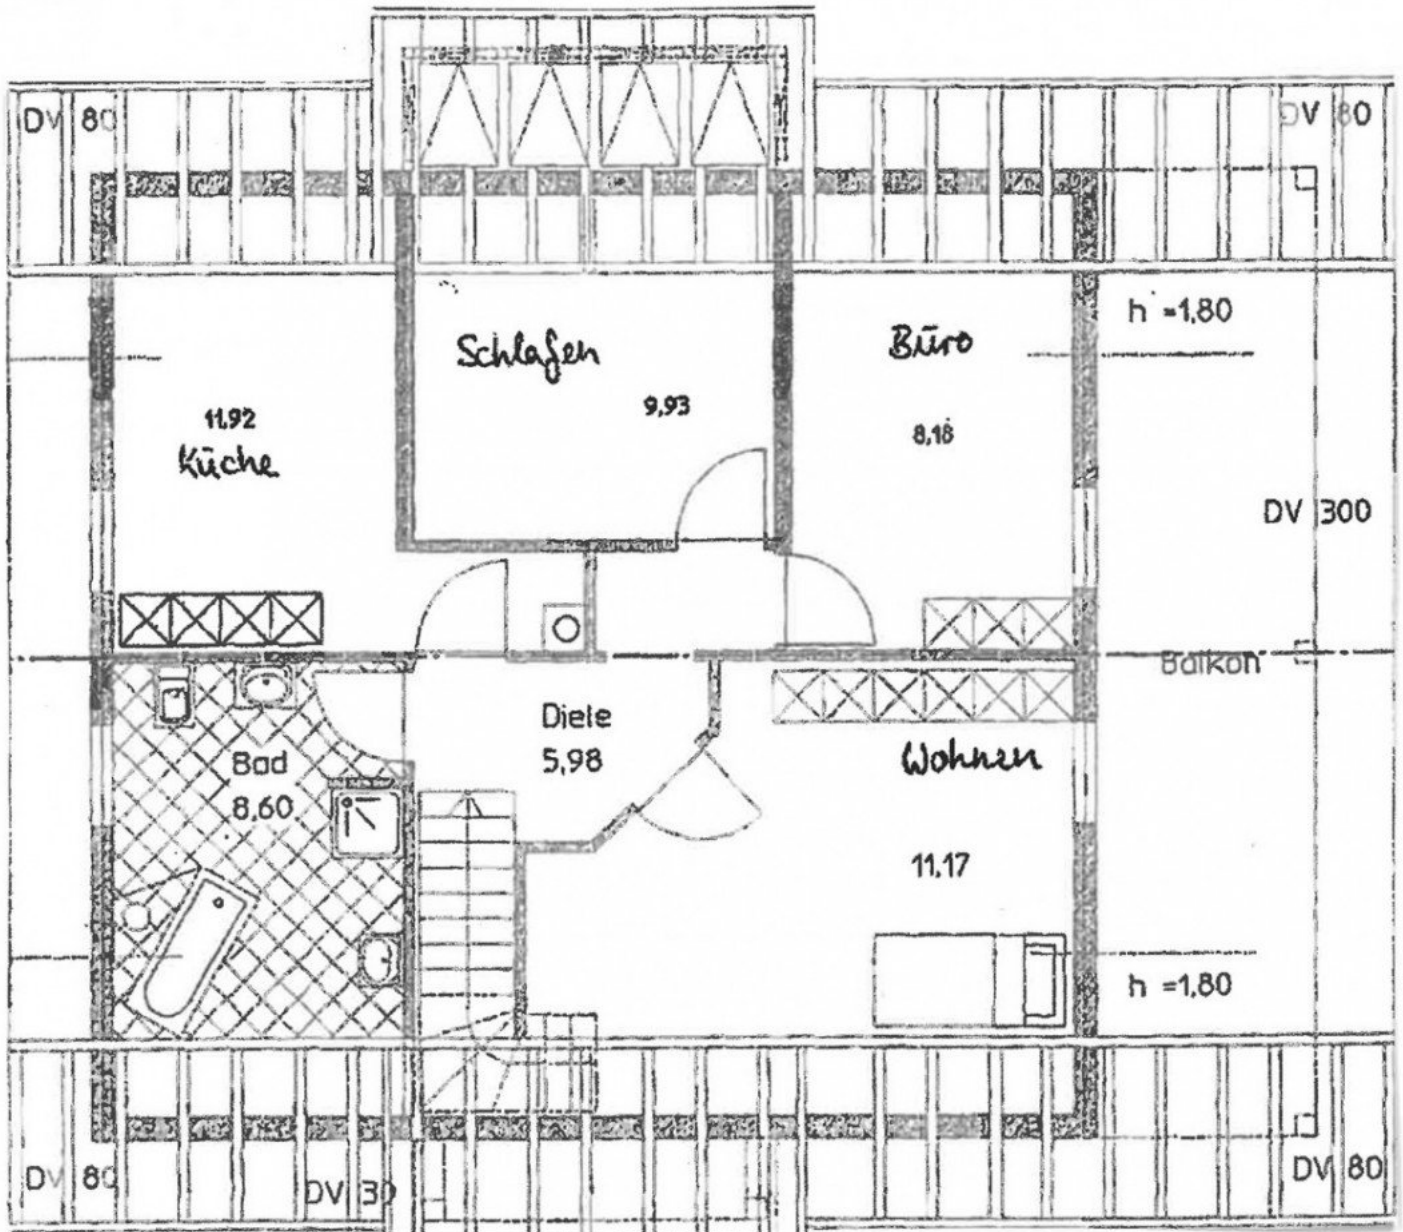 DV 80
DV 80
h =1,80
Schlafen
Büro
9,93
11,92
8,18
Küche
DV 300
Balkon
Diele
5,98
Bad
8,60
Wohnen
11,17
h =1,80
DV 80
DV 30
DV 80